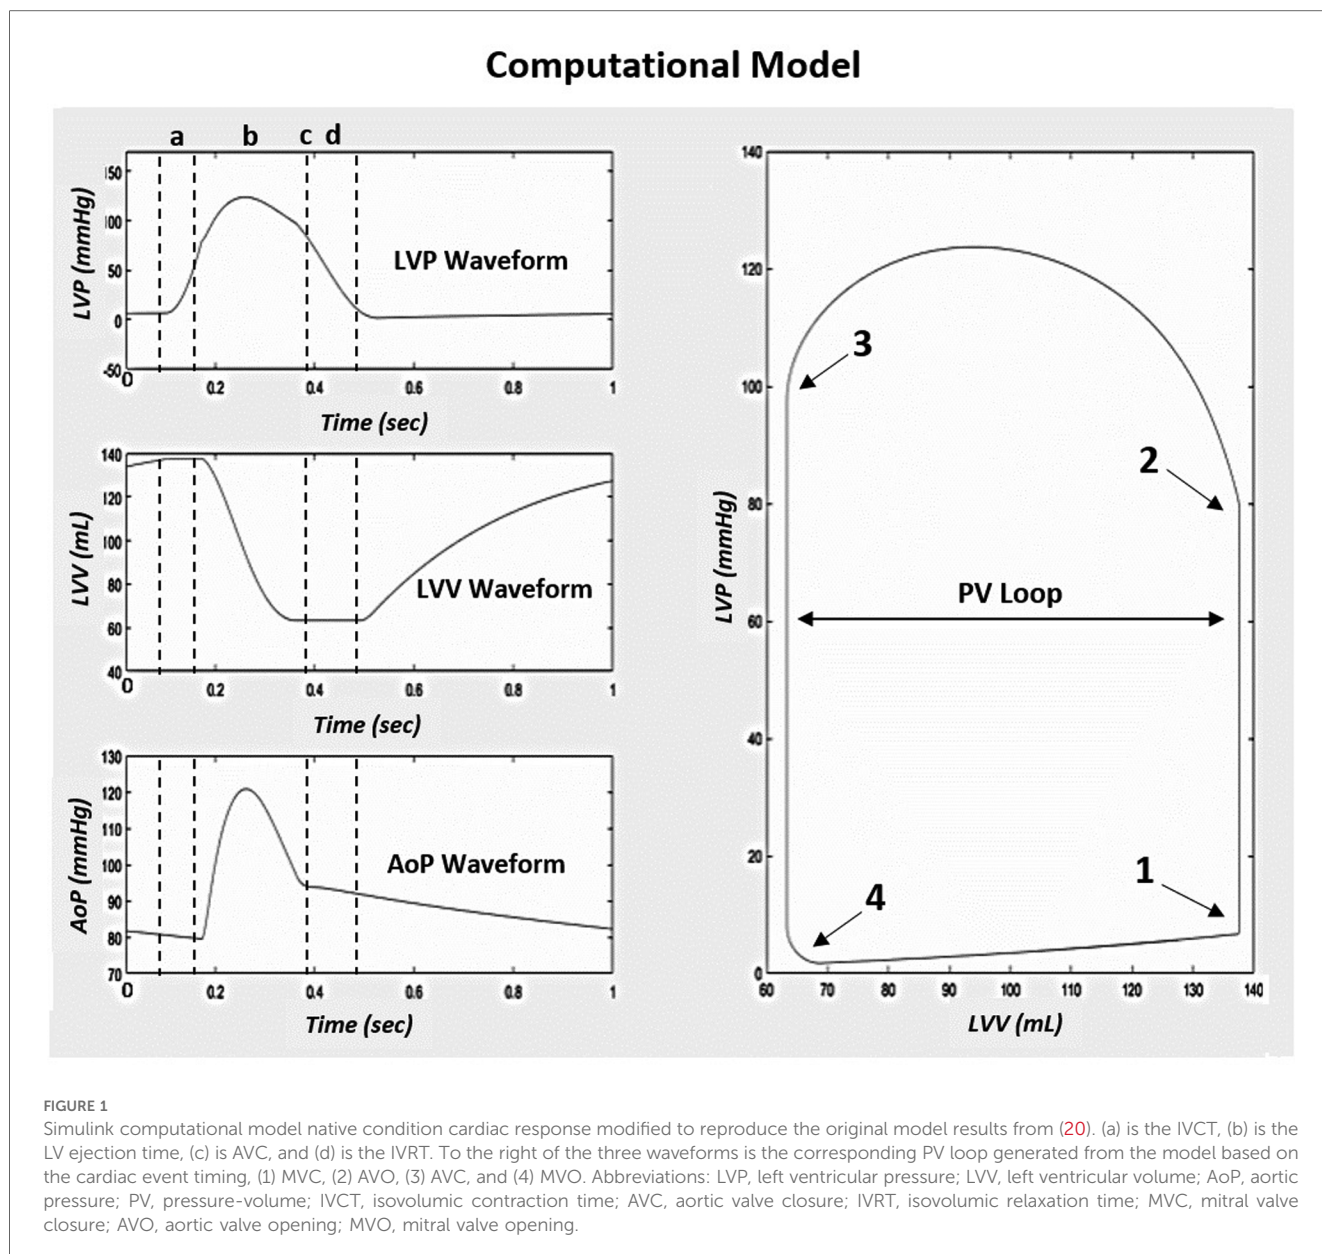 Computational Model
a b c d
150
100
50
0
-50
LVP (mmHg)
LVP Waveform
0 0.2 0.4 0.6 0.8 1
Time (sec)
140
120
100
80
60
40
LVV (mL)
LVV Waveform
0 0.2 0.4 0.6 0.8 1
Time (sec)
130
120
110
100
90
80
70
AoP (mmHg)
AoP Waveform
0 0.2 0.4 0.6 0.8 1
Time (sec)
140
120
100
80
60
40
20
0
LVP (mmHg)
3
2
PV Loop
1
4
60 70 80 90 100 110 120 130 140
LVV (mL)
FIGURE 1
Simulink computational model native condition cardiac response modified to reproduce the original model results from (20). (a) is the IVCT, (b) is the
LV ejection time, (c) is AVC, and (d) is the IVRT. To the right of the three waveforms is the corresponding PV loop generated from the model based on
the cardiac event timing, (1) MVC, (2) AVO, (3) AVC, and (4) MVO. Abbreviations: LVP, left ventricular pressure; LVV, left ventricular volume; AoP, aortic
pressure; PV, pressure-volume; IVCT, isovolumic contraction time; AVC, aortic valve closure; IVRT, isovolumic relaxation time; MVC, mitral valve
closure; AVO, aortic valve opening; MVO, mitral valve opening.